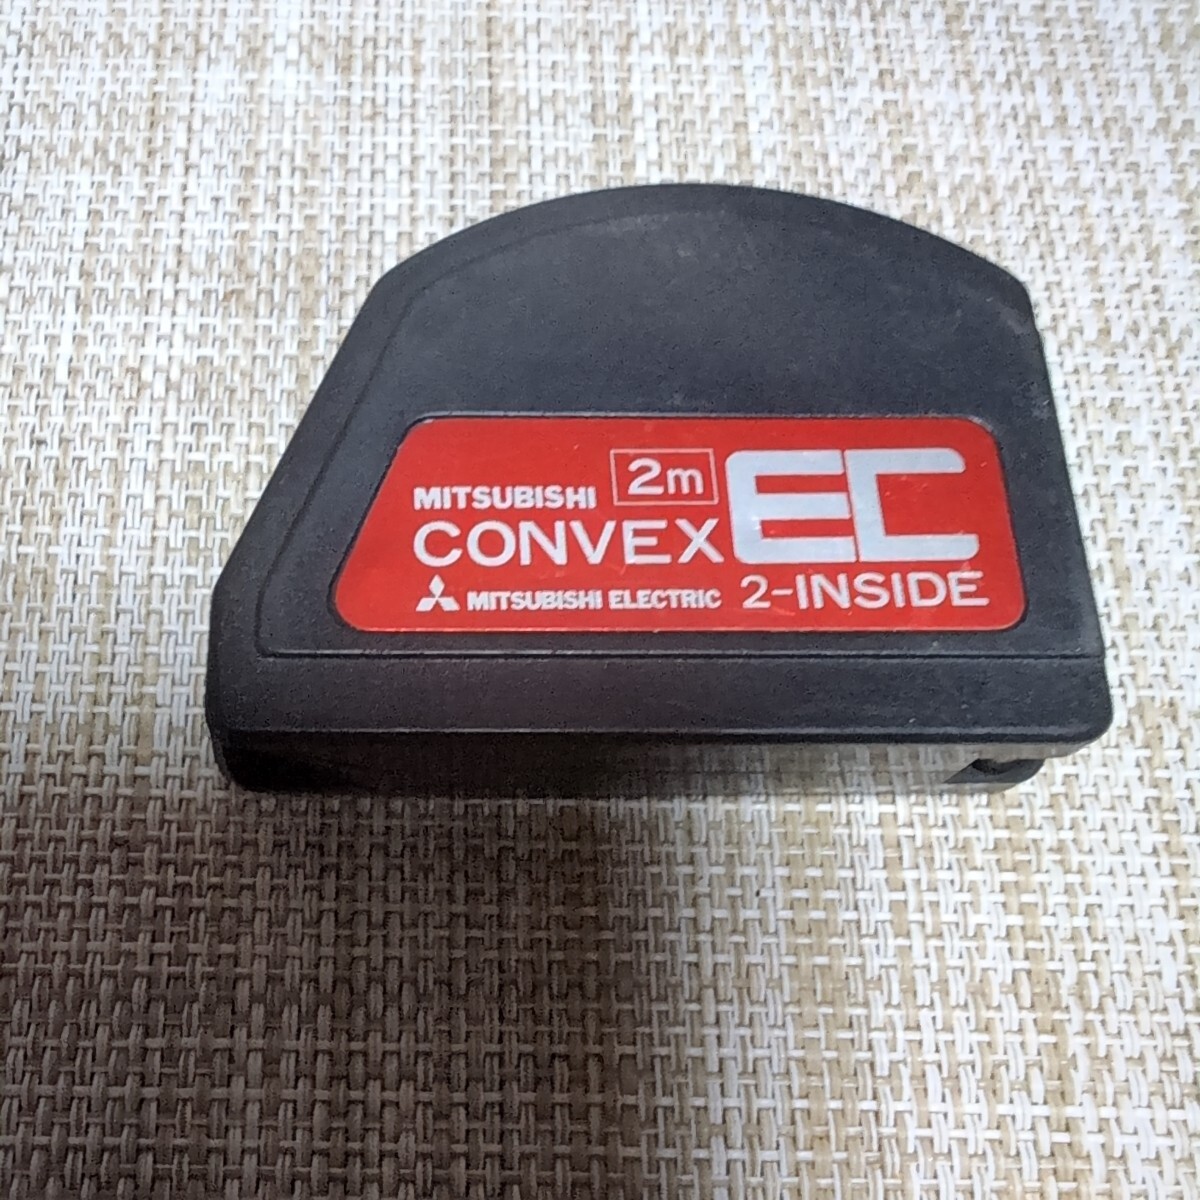 MITSUBISHI 2m
CONVEX EC
MITSUBISHI ELECTRIC 2-INSIDE